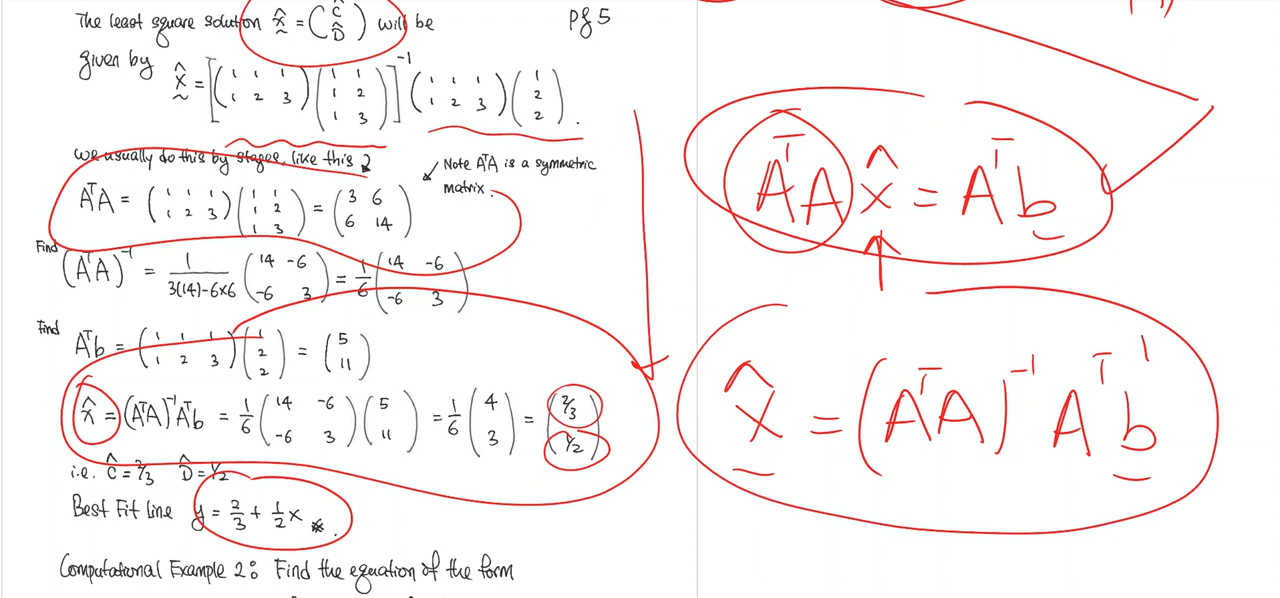 The least square solution x̂ = (Ĉ D̂) will be
Pg 5
given by x̂ = [(1 1 1; 1 2 3)(1 1; 1 2; 1 3)]⁻¹ (1 1 1; 1 2 3)(1; 2; 2).
we usually do this by stages, like this
Note AᵀA is a symmetric
matrix.
AᵀA = (1 1 1; 1 2 3)(1 1; 1 2; 1 3) = (3 6; 6 14)
Find (AᵀA)⁻¹ = 1/(3(14)-6×6) (14 -6; -6 3) = 1/6 (14 -6; -6 3)
Find Aᵀb = (1 1 1; 1 2 3)(1; 2; 2) = (5; 11)
x̂ = (AᵀA)⁻¹Aᵀb = 1/6 (14 -6; -6 3)(5; 11) = 1/6 (4; 3) = (2/3; 1/2)
i.e. Ĉ = 2/3 D̂ = 1/2
Best Fit line y = 2/3 + 1/2 x
Computational Example 2: Find the equation of the form
AᵀA x̂ = Aᵀb
x̂ = (AᵀA)⁻¹ Aᵀb